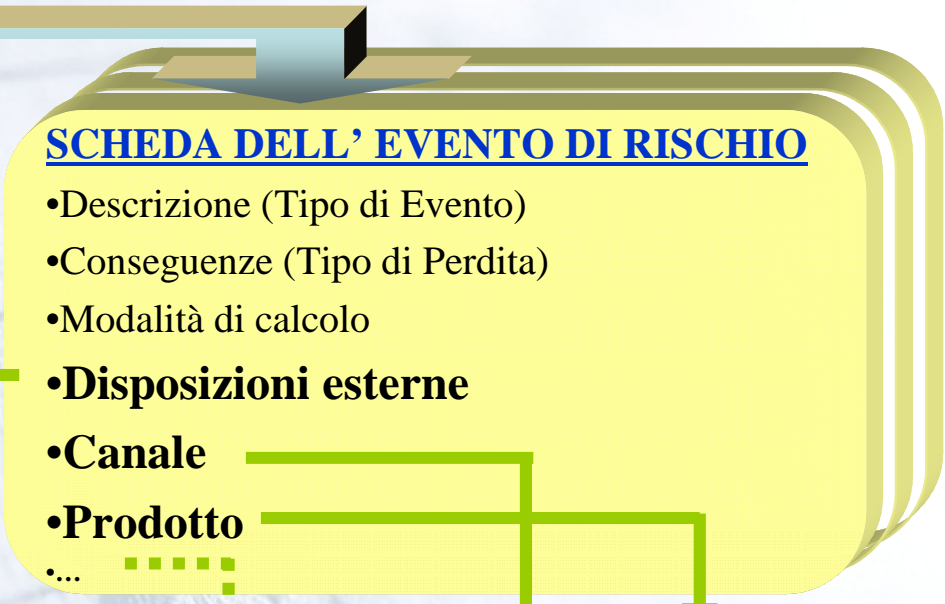 SCHEDA DELL’ EVENTO DI RISCHIO
•Descrizione (Tipo di Evento)
•Conseguenze (Tipo di Perdita)
•Modalità di calcolo
•Disposizioni esterne
•Canale
•Prodotto
•...